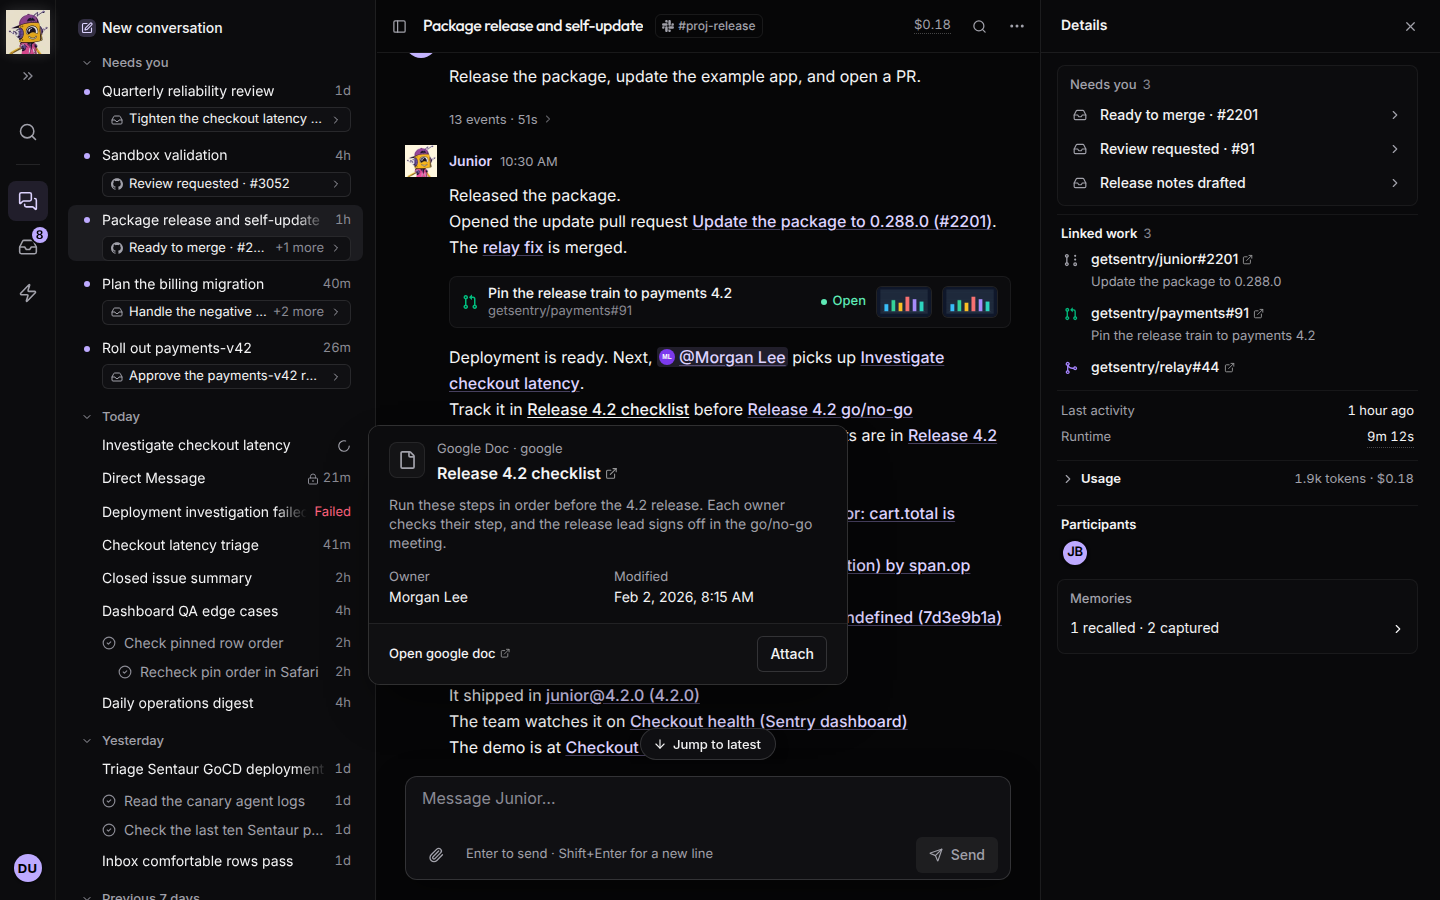 New conversation
Needs you
Quarterly reliability review 1d
Tighten the checkout latency ...
Sandbox validation 4h
Review requested · #3052
Package release and self-update 1h
Ready to merge · #2... +1 more
8
Plan the billing migration 40m
Handle the negative ... +2 more
Roll out payments-v42 26m
Approve the payments-v42 r...
Today
Investigate checkout latency
Direct Message 21m
Deployment investigation failed Failed
Checkout latency triage 41m
Closed issue summary 2h
Dashboard QA edge cases 4h
Check pinned row order 2h
Recheck pin order in Safari 2h
Daily operations digest 4h
Yesterday
Triage Sentaur GoCD deployment 1d
Read the canary agent logs 1d
Check the last ten Sentaur p... 1d
Inbox comfortable rows pass 1d
Previous 7 days
DU
Package release and self-update #proj-release $0.18
Release the package, update the example app, and open a PR.
13 events · 51s
Junior 10:30 AM
Released the package.
Opened the update pull request Update the package to 0.288.0 (#2201).
The relay fix is merged.
Pin the release train to payments 4.2
getsentry/payments#91
Open
Deployment is ready. Next, ML @Morgan Lee picks up Investigate
checkout latency.
Track it in Release 4.2 checklist before Release 4.2 go/no-go
s are in Release 4.2
or: cart.total is
tion) by span.op
ndefined (7d3e9b1a)
Google Doc · google
Release 4.2 checklist
Run these steps in order before the 4.2 release. Each owner
checks their step, and the release lead signs off in the go/no-go
meeting.
Owner Modified
Morgan Lee Feb 2, 2026, 8:15 AM
Open google doc Attach
It shipped in junior@4.2.0 (4.2.0)
The team watches it on Checkout health (Sentry dashboard)
The demo is at Checkout
Jump to latest
Message Junior...
Enter to send · Shift+Enter for a new line
Send
Details
Needs you 3
Ready to merge · #2201
Review requested · #91
Release notes drafted
Linked work 3
getsentry/junior#2201
Update the package to 0.288.0
getsentry/payments#91
Pin the release train to payments 4.2
getsentry/relay#44
Last activity 1 hour ago
Runtime 9m 12s
Usage 1.9k tokens · $0.18
Participants
JB
Memories
1 recalled · 2 captured